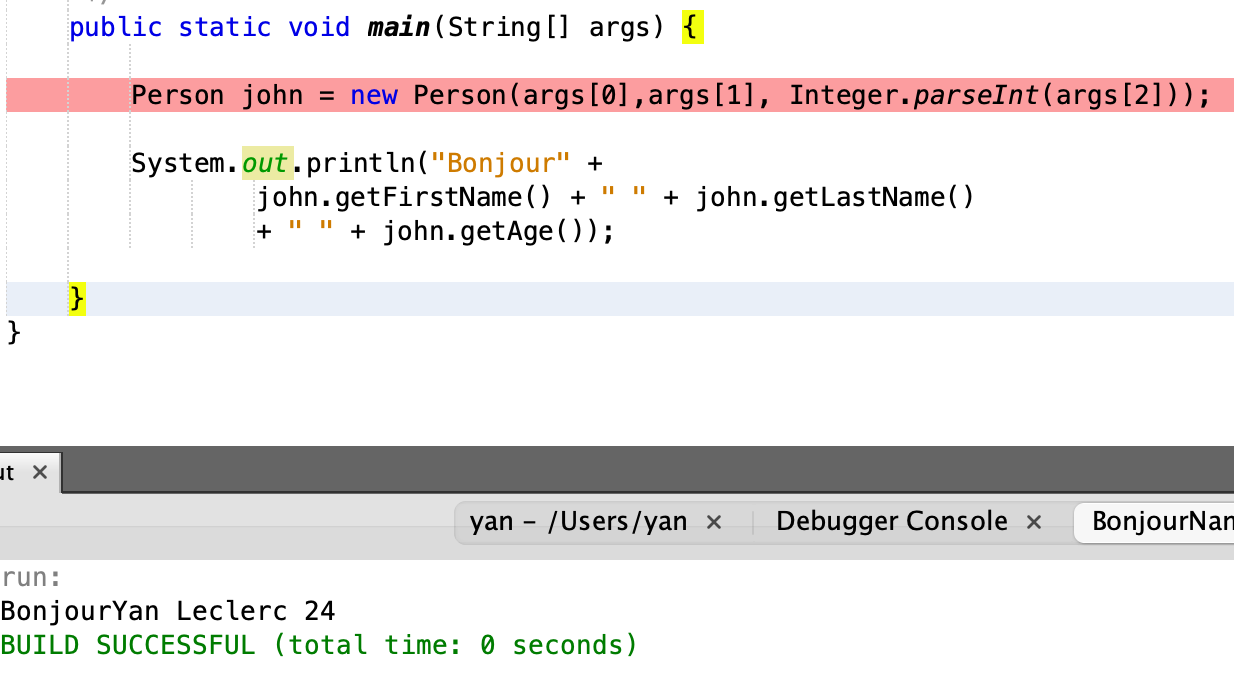 public static void main(String[] args) {
Person john = new Person(args[0],args[1], Integer.parseInt(args[2]));
System.out.println("Bonjour" +
john.getFirstName() + " " + john.getLastName()
+ " " + john.getAge());
}
}
yan – /Users/yan × Debugger Console ×
run:
BonjourYan Leclerc 24
BUILD SUCCESSFUL (total time: 0 seconds)